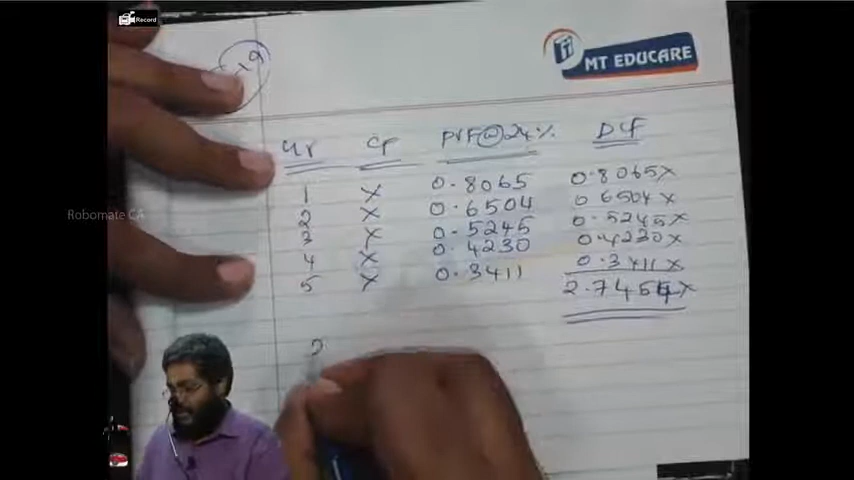 Record
MT EDUCARE
Yr CF PVF@24% DCF
1 X 0.8065 0.8065X
2 X 0.6504 0.6504X
3 X 0.5245 0.5245X
4 X 0.4230 0.4230X
5 X 0.3411 0.3411X
2.7454X
Robomate CA